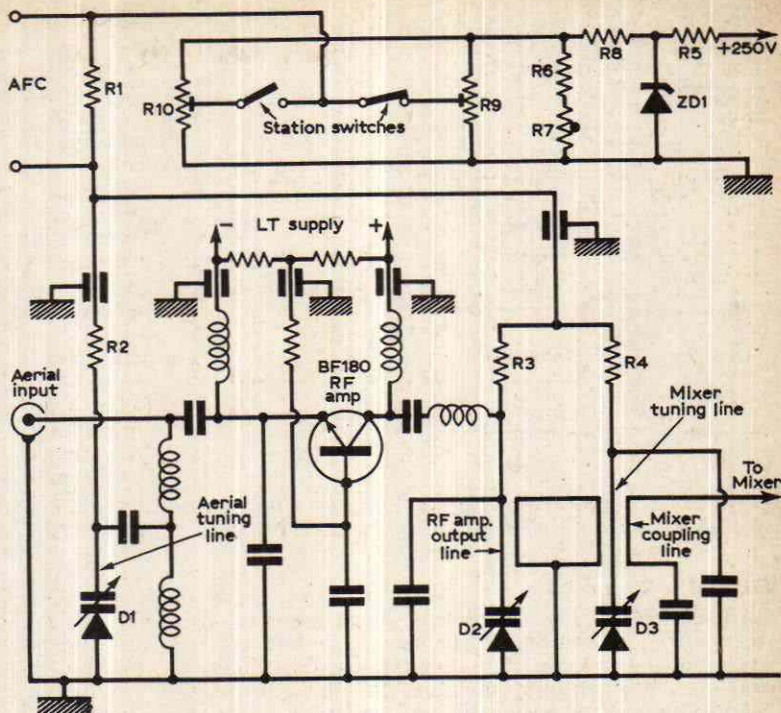 AFC
R1
R10
Station switches
R9
R6
R7
R8
R5
+250V
ZD1
- LT supply +
R2
Aerial
input
BF180
RF
amp
R3
R4
Mixer
tuning line
To
Mixer
Aerial
tuning
line
RF amp.
output
line
Mixer
coupling
line
D1
D2
D3